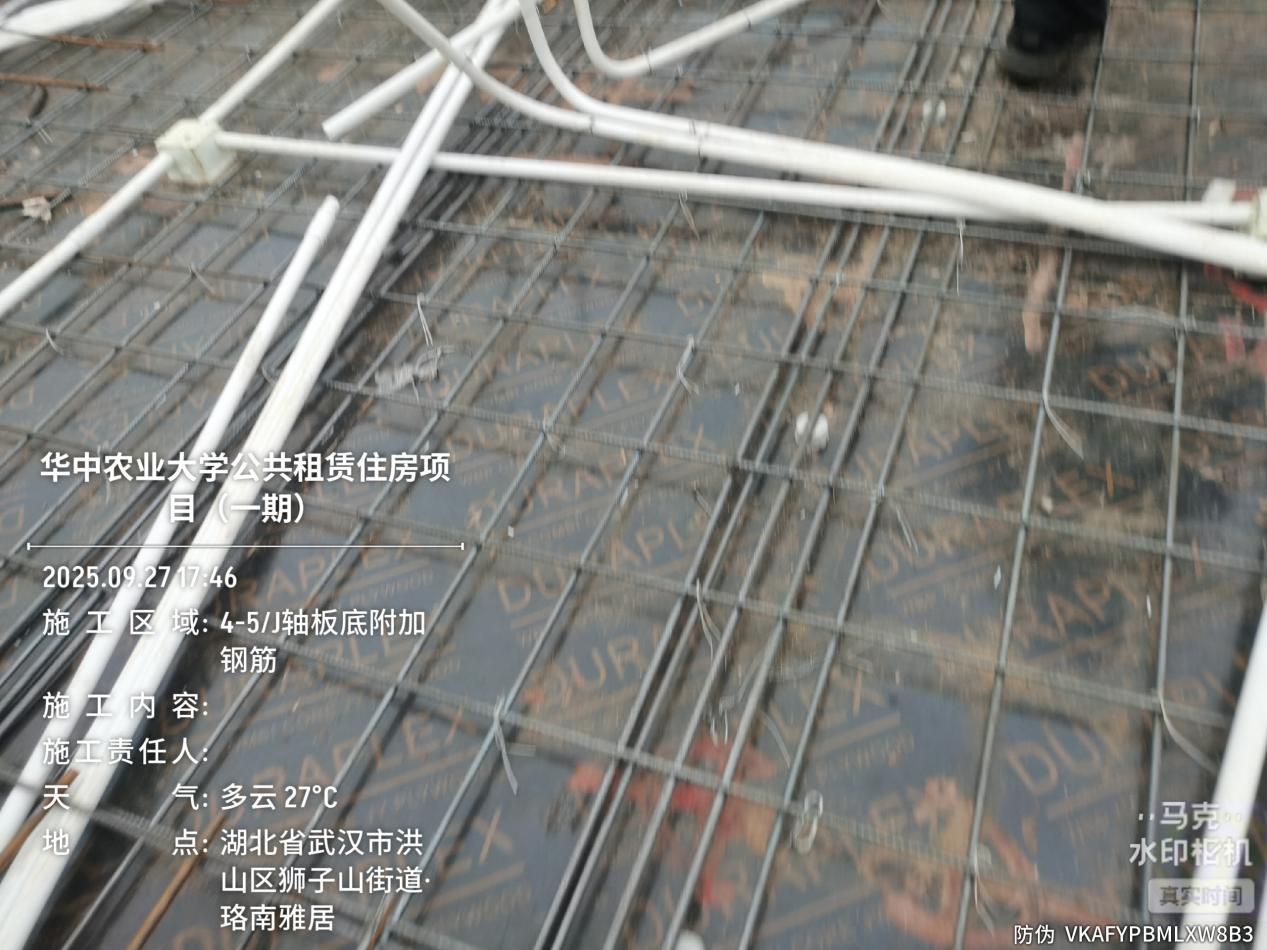 华中农业大学公共租赁住房项
目（一期）
2025.09.27 17:46
施工区域: 4-5/J轴板底附加
钢筋
施工内容:
施工责任人:
天气: 多云 27°C
地点: 湖北省武汉市洪
山区狮子山街道·
珞南雅居
DURAPLEX
DURAPLEX
DURAPLEX
DURAPLEX
马克
水印相机
真实时间
防伪 VKAFYPBMLXW8B3